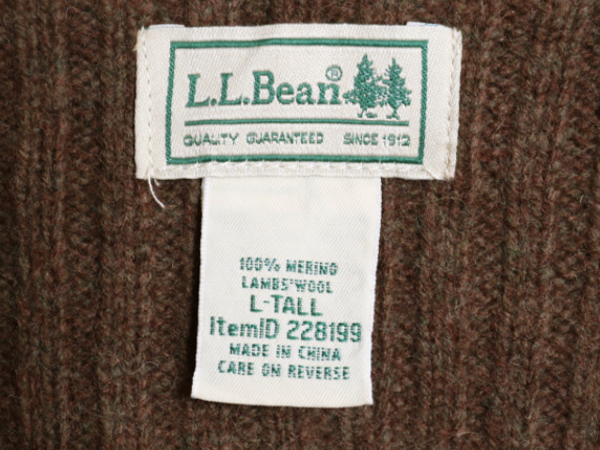 L.L.Bean®
QUALITY GUARANTEED SINCE 1912
100% MERINO
LAMBS' WOOL
L-TALL
ItemID 228199
MADE IN CHINA
CARE ON REVERSE